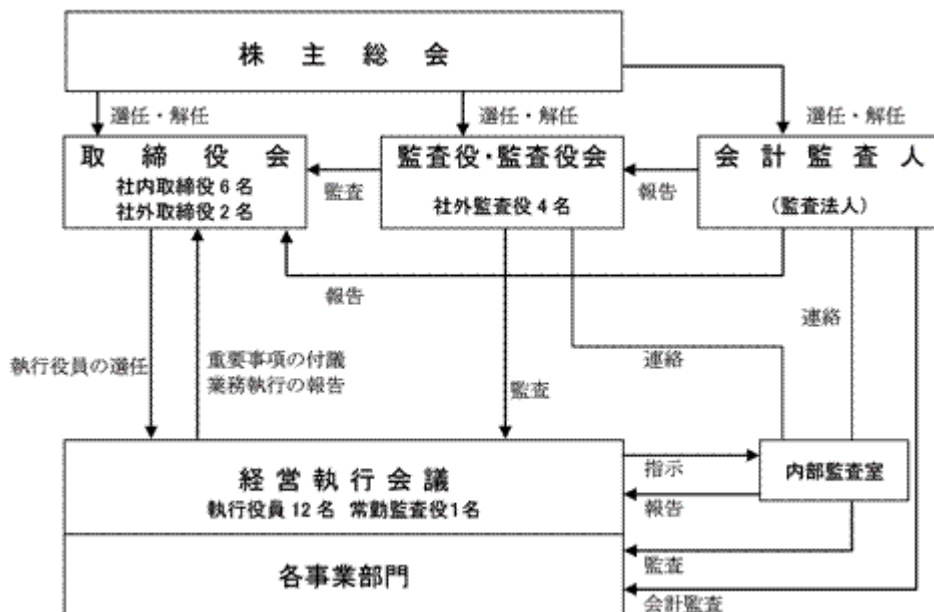 株主総会
選任・解任
選任・解任
選任・解任
取締役会
社内取締役6名
社外取締役2名
監査
監査役・監査役会
社外監査役4名
報告
会計監査人
(監査法人)
報告
連絡
執行役員の選任
重要事項の付議
業務執行の報告
連絡
監査
経営執行会議
執行役員12名 常勤監査役1名
指示
内部監査室
報告
各事業部門
監査
会計監査